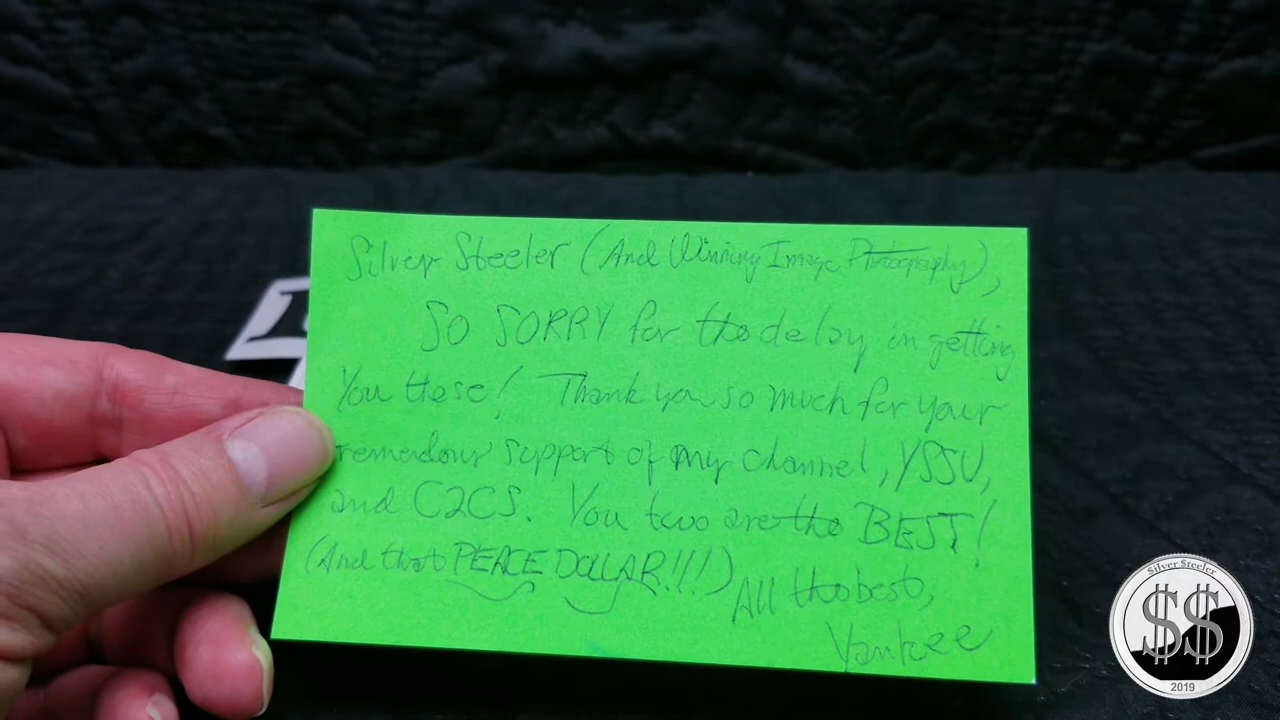 Silver Steeler (And Winning Image Photography),
SO SORRY for the delay in getting
You these! Thank you so much for your
tremendous support of my channel, YSSU,
and C2CS. You two are the BEST!
(And that PEACE DOLLAR!!!)
All the best,
Yankee
Silver Steeler
$$
2019